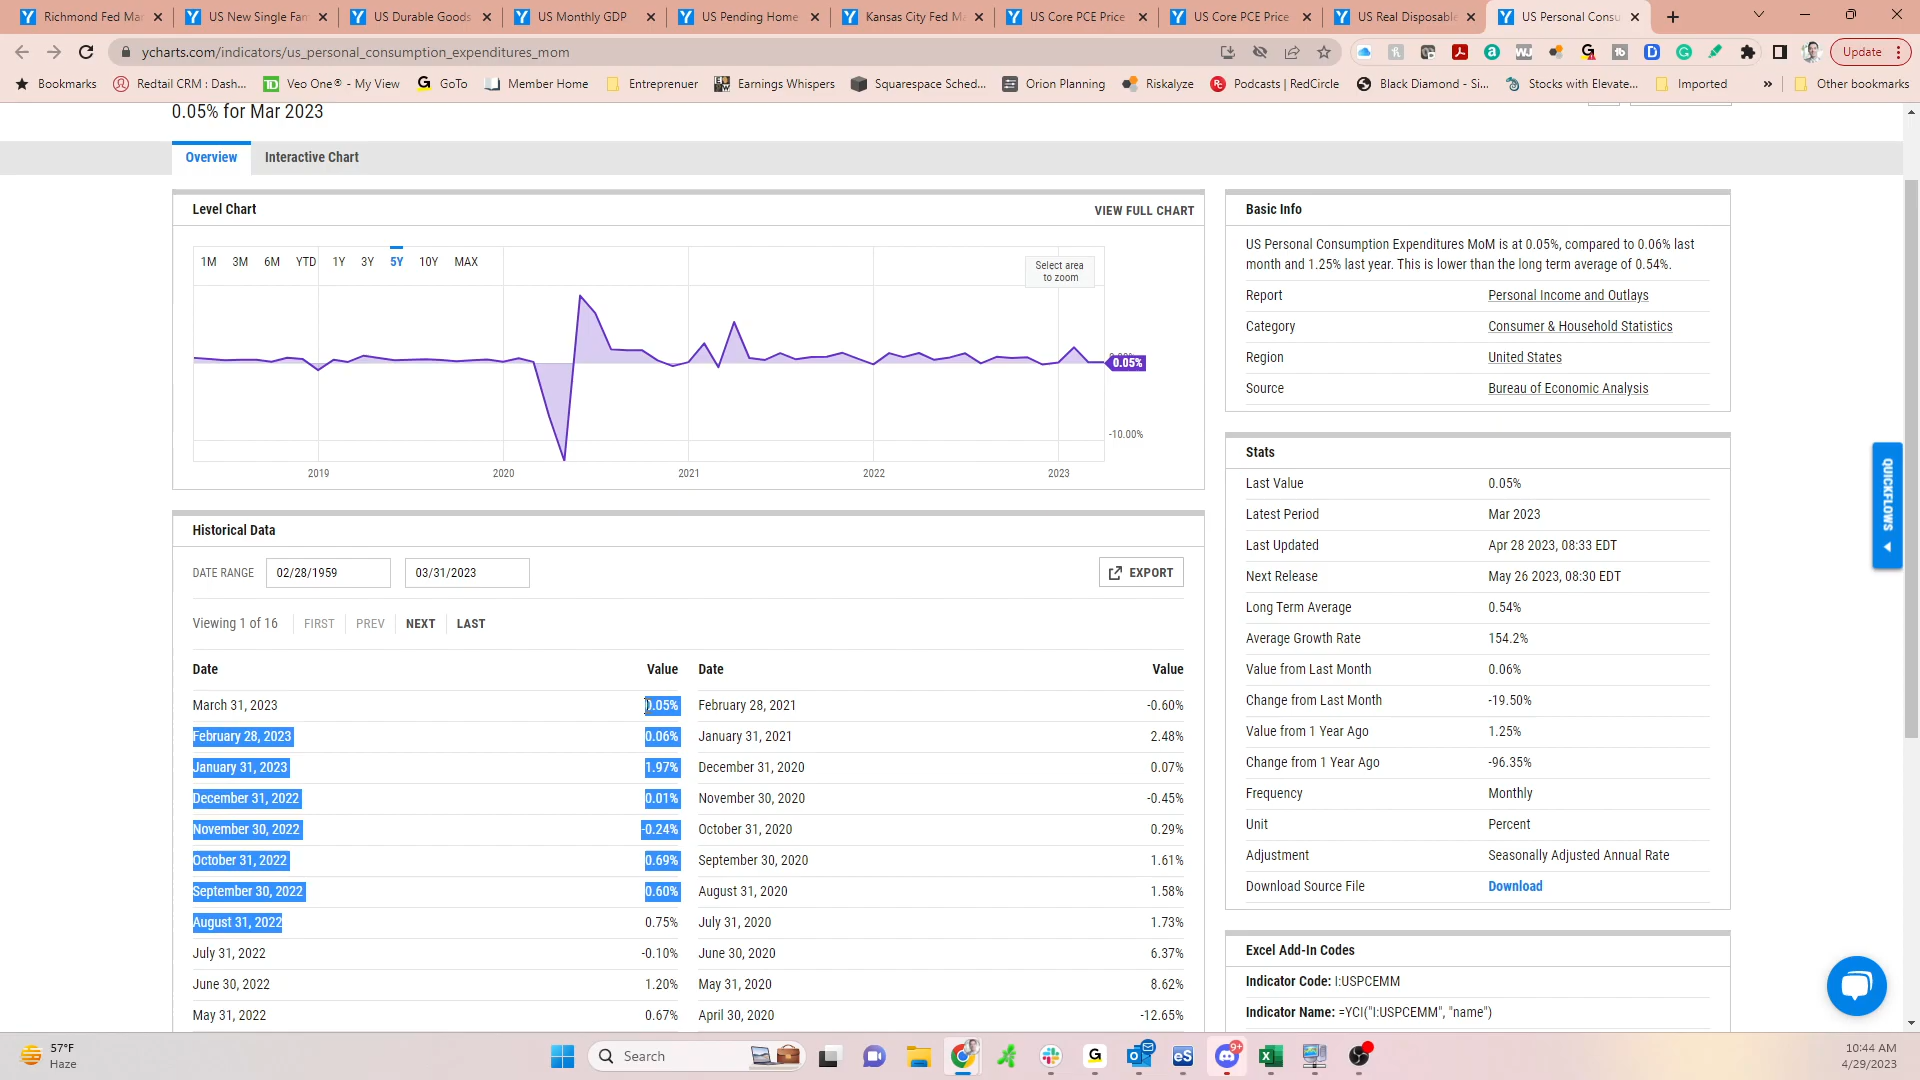 Richmond Fed Mar
US New Single Fam
US Durable Goods
US Monthly GDP
US Pending Home
Kansas City Fed M
US Core PCE Price
US Core PCE Price
US Real Disposable
US Personal Consu
ycharts.com/indicators/us_personal_consumption_expenditures_mom
Update
Bookmarks
Redtail CRM : Dash...
Veo One® - My View
GoTo
Member Home
Entreprenuer
Earnings Whispers
Squarespace Sched...
Orion Planning
Riskalyze
Podcasts | RedCircle
Black Diamond - Si...
Stocks with Elevate...
Imported
»
Other bookmarks
0.05% for Mar 2023
Overview
Interactive Chart
Level Chart
VIEW FULL CHART
1M 3M 6M YTD 1Y 3Y 5Y 10Y MAX
Select area
to zoom
0.05%
-10.00%
2019 2020 2021 2022 2023
Historical Data
DATE RANGE 02/28/1959 03/31/2023 EXPORT
Viewing 1 of 16 FIRST PREV NEXT LAST
Date Value Date Value
March 31, 2023 0.05% February 28, 2021 -0.60%
February 28, 2023 0.06% January 31, 2021 2.48%
January 31, 2023 1.97% December 31, 2020 0.07%
December 31, 2022 0.01% November 30, 2020 -0.45%
November 30, 2022 -0.24% October 31, 2020 0.29%
October 31, 2022 0.69% September 30, 2020 1.61%
September 30, 2022 0.60% August 31, 2020 1.58%
August 31, 2022 0.75% July 31, 2020 1.73%
July 31, 2022 -0.10% June 30, 2020 6.37%
June 30, 2022 1.20% May 31, 2020 8.62%
May 31, 2022 0.67% April 30, 2020 -12.65%
Basic Info
US Personal Consumption Expenditures MoM is at 0.05%, compared to 0.06% last
month and 1.25% last year. This is lower than the long term average of 0.54%.
Report Personal Income and Outlays
Category Consumer & Household Statistics
Region United States
Source Bureau of Economic Analysis
Stats
Last Value 0.05%
Latest Period Mar 2023
Last Updated Apr 28 2023, 08:33 EDT
Next Release May 26 2023, 08:30 EDT
Long Term Average 0.54%
Average Growth Rate 154.2%
Value from Last Month 0.06%
Change from Last Month -19.50%
Value from 1 Year Ago 1.25%
Change from 1 Year Ago -96.35%
Frequency Monthly
Unit Percent
Adjustment Seasonally Adjusted Annual Rate
Download Source File Download
Excel Add-In Codes
Indicator Code: I:USPCEMM
Indicator Name: =YCI("I:USPCEMM", "name")
QUICKFLOWS
57°F
Haze
Search
9+
10:44 AM
4/29/2023